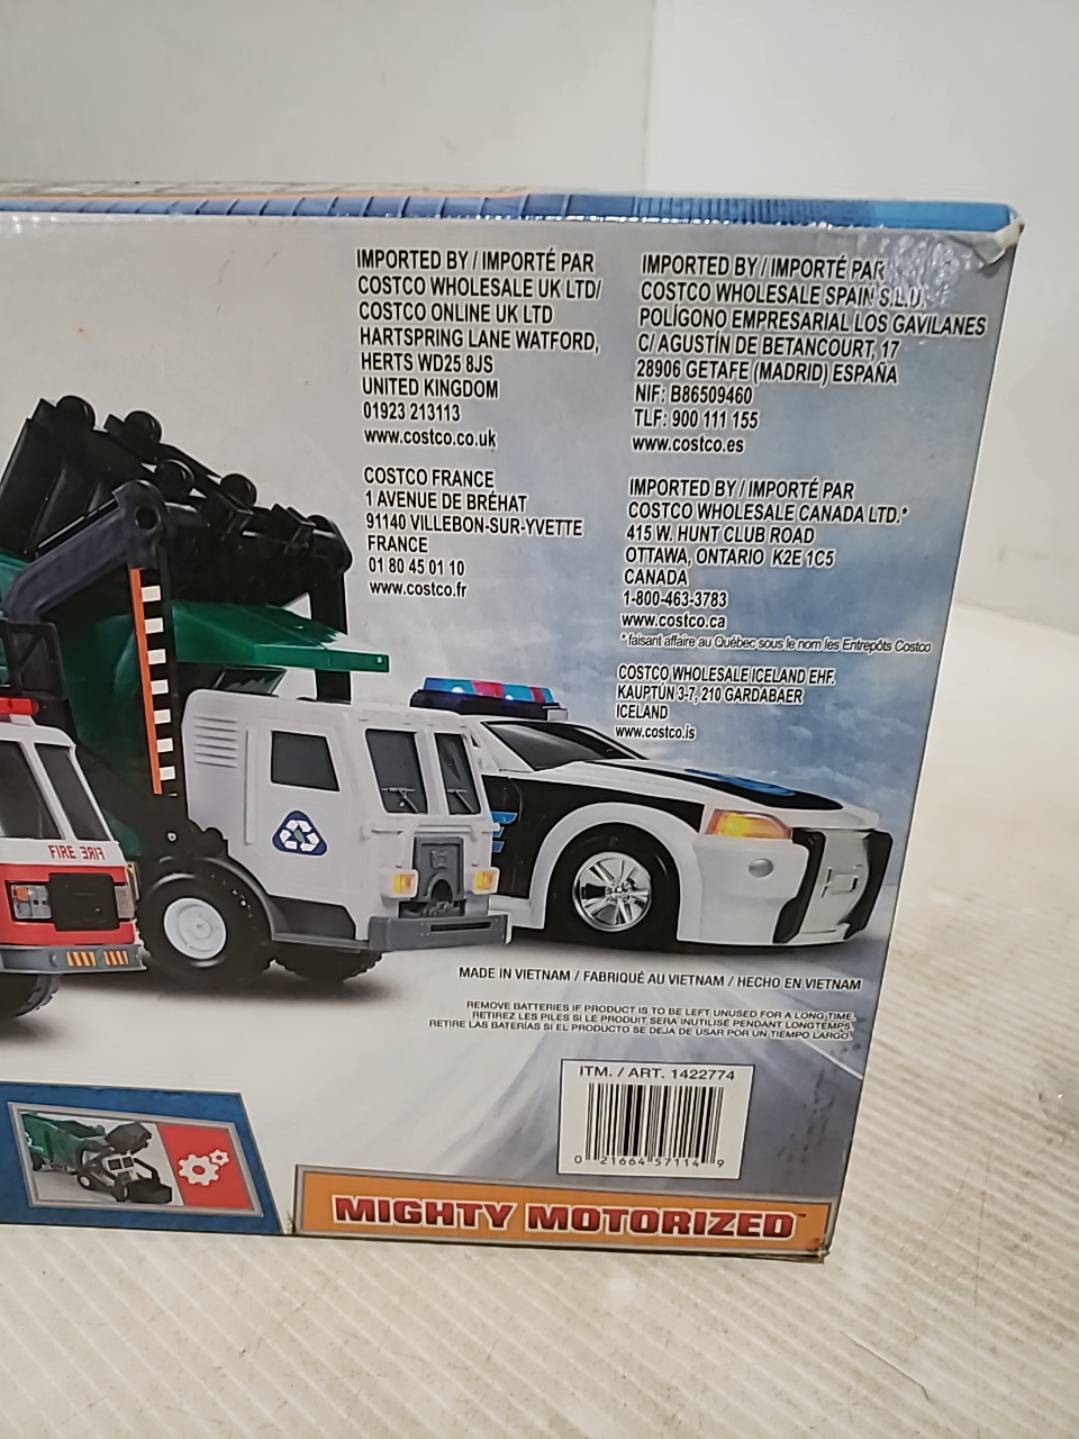 IMPORTED BY / IMPORTÉ PAR
COSTCO WHOLESALE UK LTD/
COSTCO ONLINE UK LTD
HARTSPRING LANE WATFORD,
HERTS WD25 8JS
UNITED KINGDOM
01923 213113
www.costco.co.uk
COSTCO FRANCE
1 AVENUE DE BRÉHAT
91140 VILLEBON-SUR-YVETTE
FRANCE
01 80 45 01 10
www.costco.fr
IMPORTED BY / IMPORTÉ PAR
COSTCO WHOLESALE SPAIN S.L.U.
POLÍGONO EMPRESARIAL LOS GAVILANES
C/ AGUSTÍN DE BETANCOURT, 17
28906 GETAFE (MADRID) ESPAÑA
NIF: B86509460
TLF: 900 111 155
www.costco.es
IMPORTED BY / IMPORTÉ PAR
COSTCO WHOLESALE CANADA LTD.*
415 W. HUNT CLUB ROAD
OTTAWA, ONTARIO K2E 1C5
CANADA
1-800-463-3783
www.costco.ca
*faisant affaire au Québec sous le nom les Entrepôts Costco
COSTCO WHOLESALE ICELAND EHF.
KAUPTÚN 3-7, 210 GARDABAER
ICELAND
www.costco.is
FIRE FIRE
MADE IN VIETNAM / FABRIQUÉ AU VIETNAM / HECHO EN VIETNAM
REMOVE BATTERIES IF PRODUCT IS TO BE LEFT UNUSED FOR A LONG TIME.
RETIREZ LES PILES SI LE PRODUIT SERA INUTILISÉ PENDANT LONGTEMPS.
RETIRE LAS BATERÍAS SI EL PRODUCTO SE DEJA DE USAR POR UN TIEMPO LARGO.
ITM. / ART. 1422774
0 21664 57114 9
MIGHTY MOTORIZED™